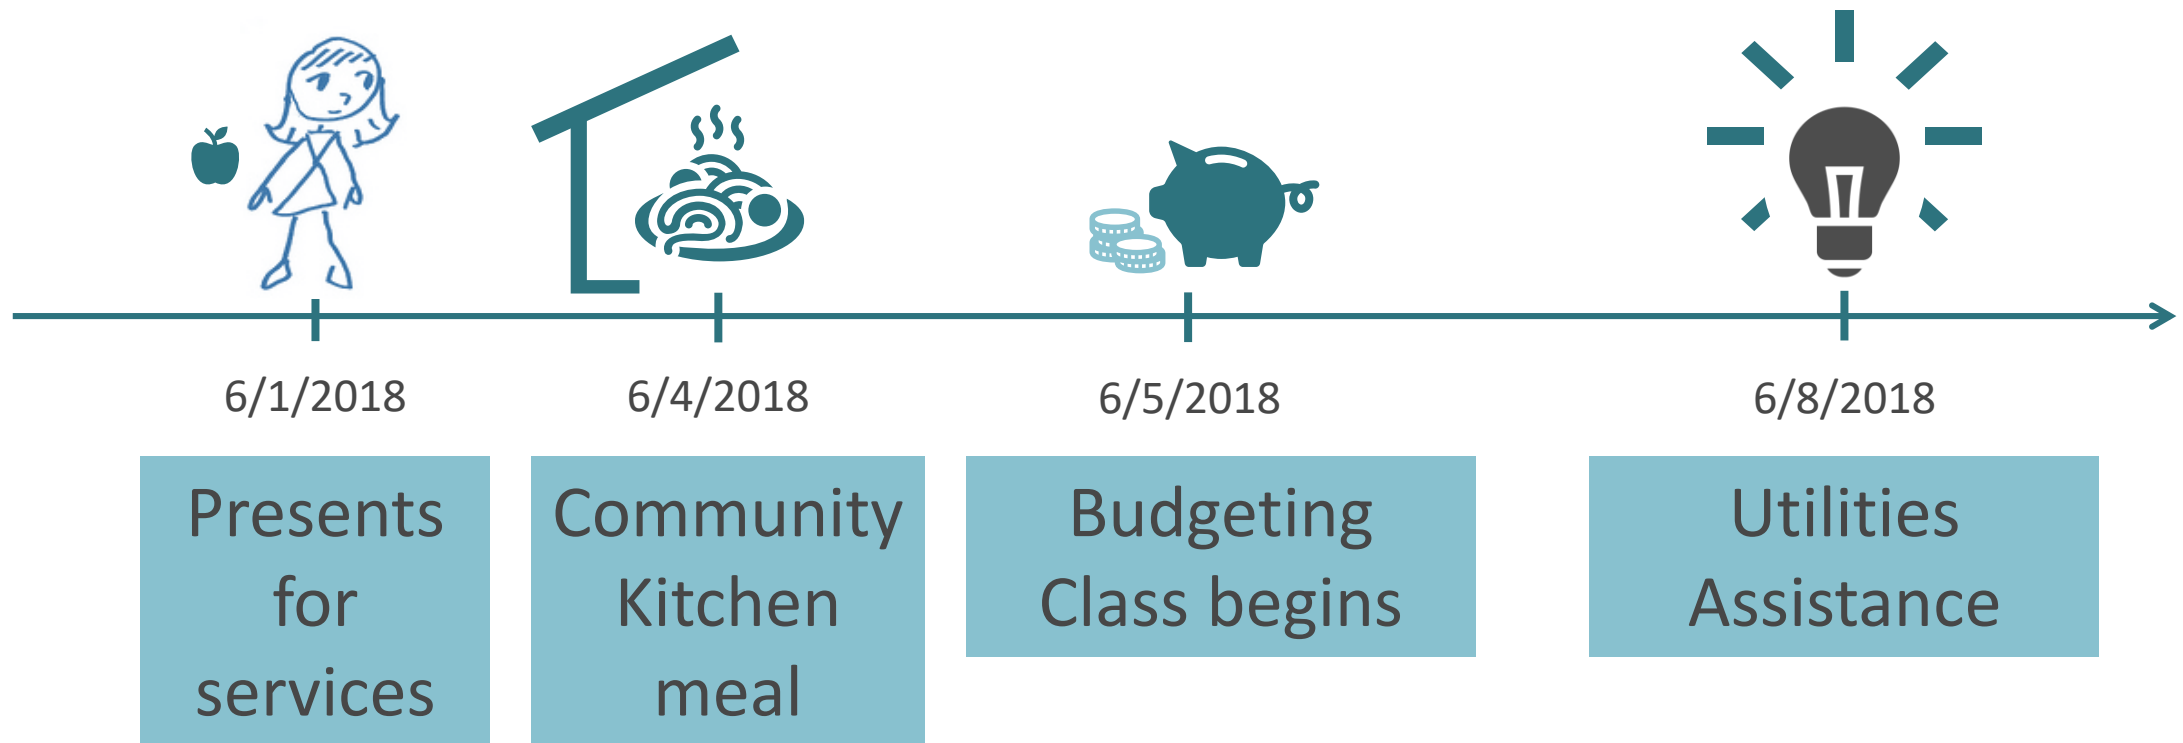 6/1/2018
6/4/2018
6/5/2018
6/8/2018
Presents
for
services
Community
Kitchen
meal
Budgeting
Class begins
Utilities
Assistance